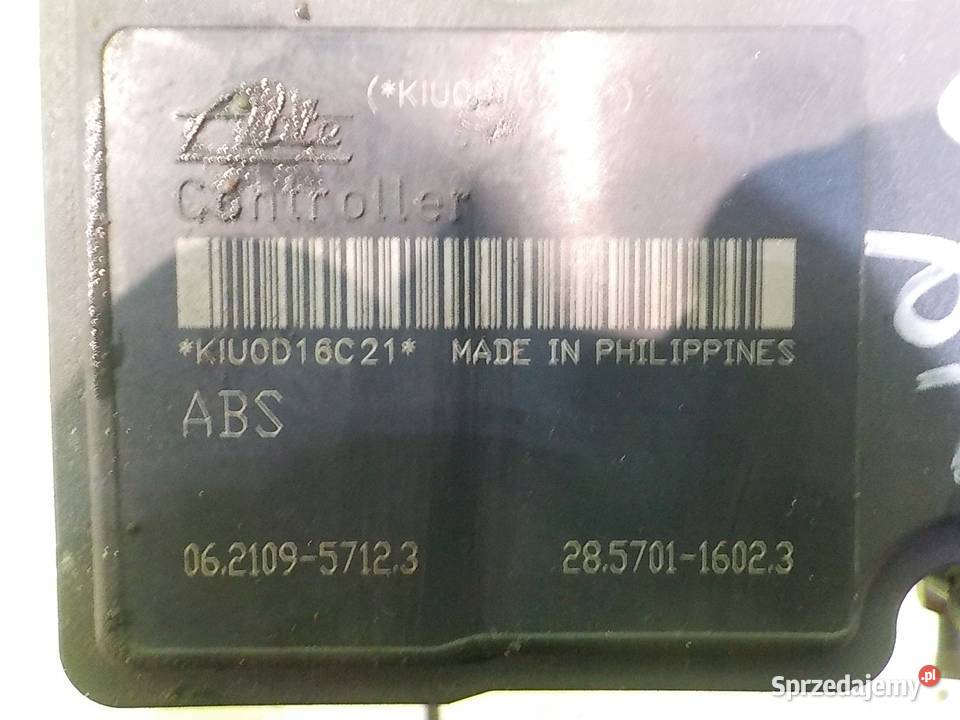 Controller
*KIU0D16C21* MADE IN PHILIPPINES
ABS
06.2109-5712.3 28.5701-1602.3
Sprzedajemy.pl